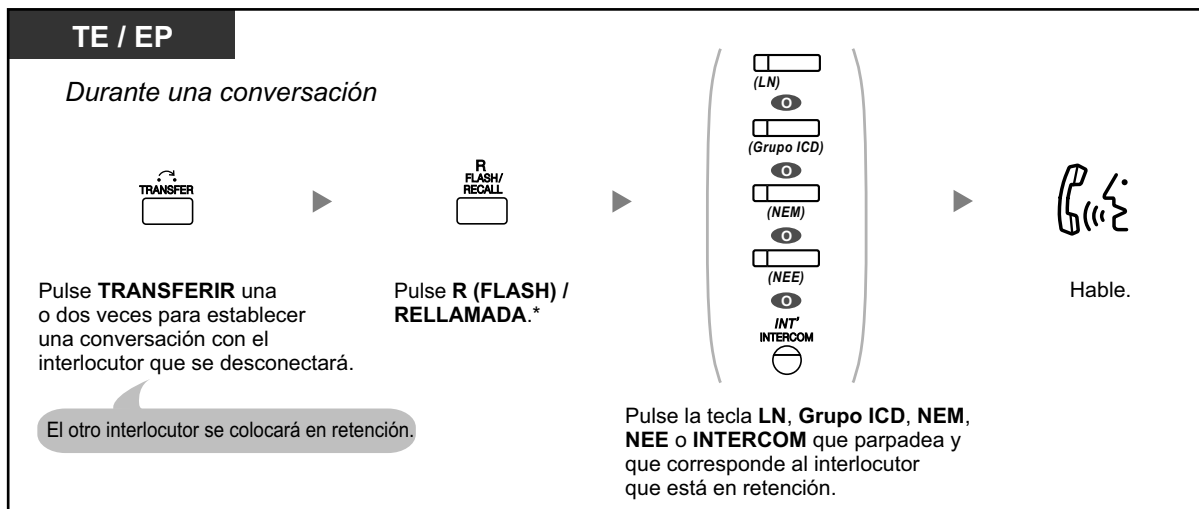 TE / EP
Durante una conversación
TRANSFER
R
FLASH/
RECALL
(LN)
O
(Grupo ICD)
O
(NEM)
O
(NEE)
O
INT'
INTERCOM
Pulse TRANSFERIR una
o dos veces para establecer
una conversación con el
interlocutor que se desconectará.
El otro interlocutor se colocará en retención.
Pulse R (FLASH) /
RELLAMADA.*
Pulse la tecla LN, Grupo ICD, NEM,
NEE o INTERCOM que parpadea y
que corresponde al interlocutor
que está en retención.
Hable.